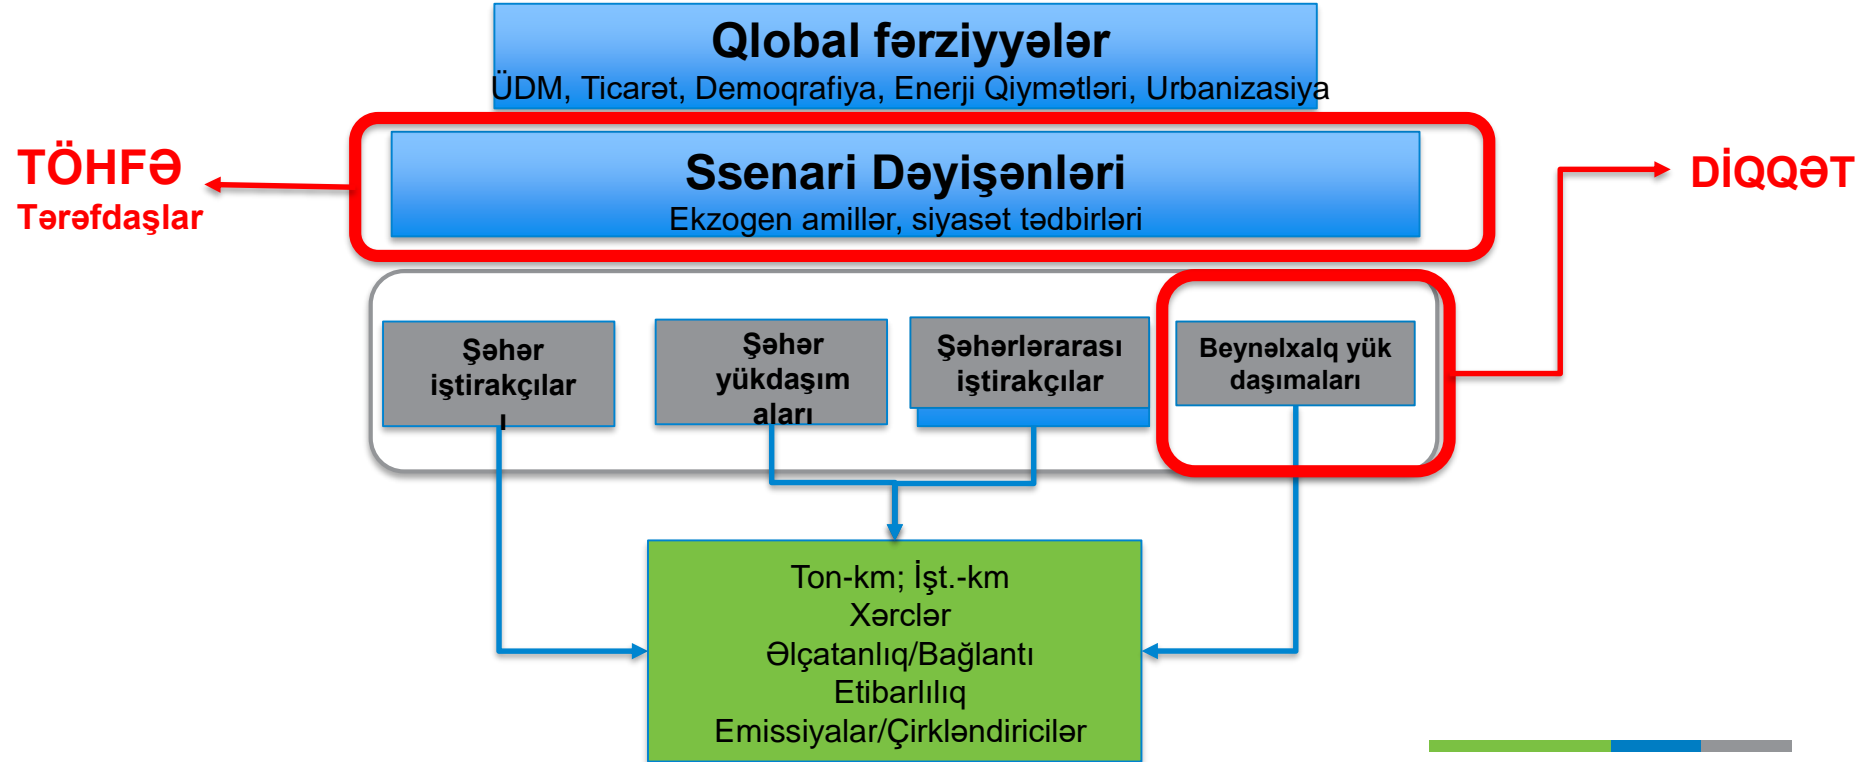 Qlobal fərziyyələr
ÜDM, Ticarət, Demoqrafiya, Enerji Qiymətləri, Urbanizasiya
TÖHFƏ
Tərəfdaşlar
Ssenari Dəyişənləri
Ekzogen amillər, siyasət tədbirləri
DİQQƏT
Şəhər
iştirakçılar
ı
Şəhər
yükdaşım
aları
Şəhərlərarası
iştirakçılar
Beynəlxalq yük
daşımaları
Ton-km; İşt.-km
Xərclər
Əlçatanlıq/Bağlantı
Etibarlılıq
Emissiyalar/Çirkləndiricilər